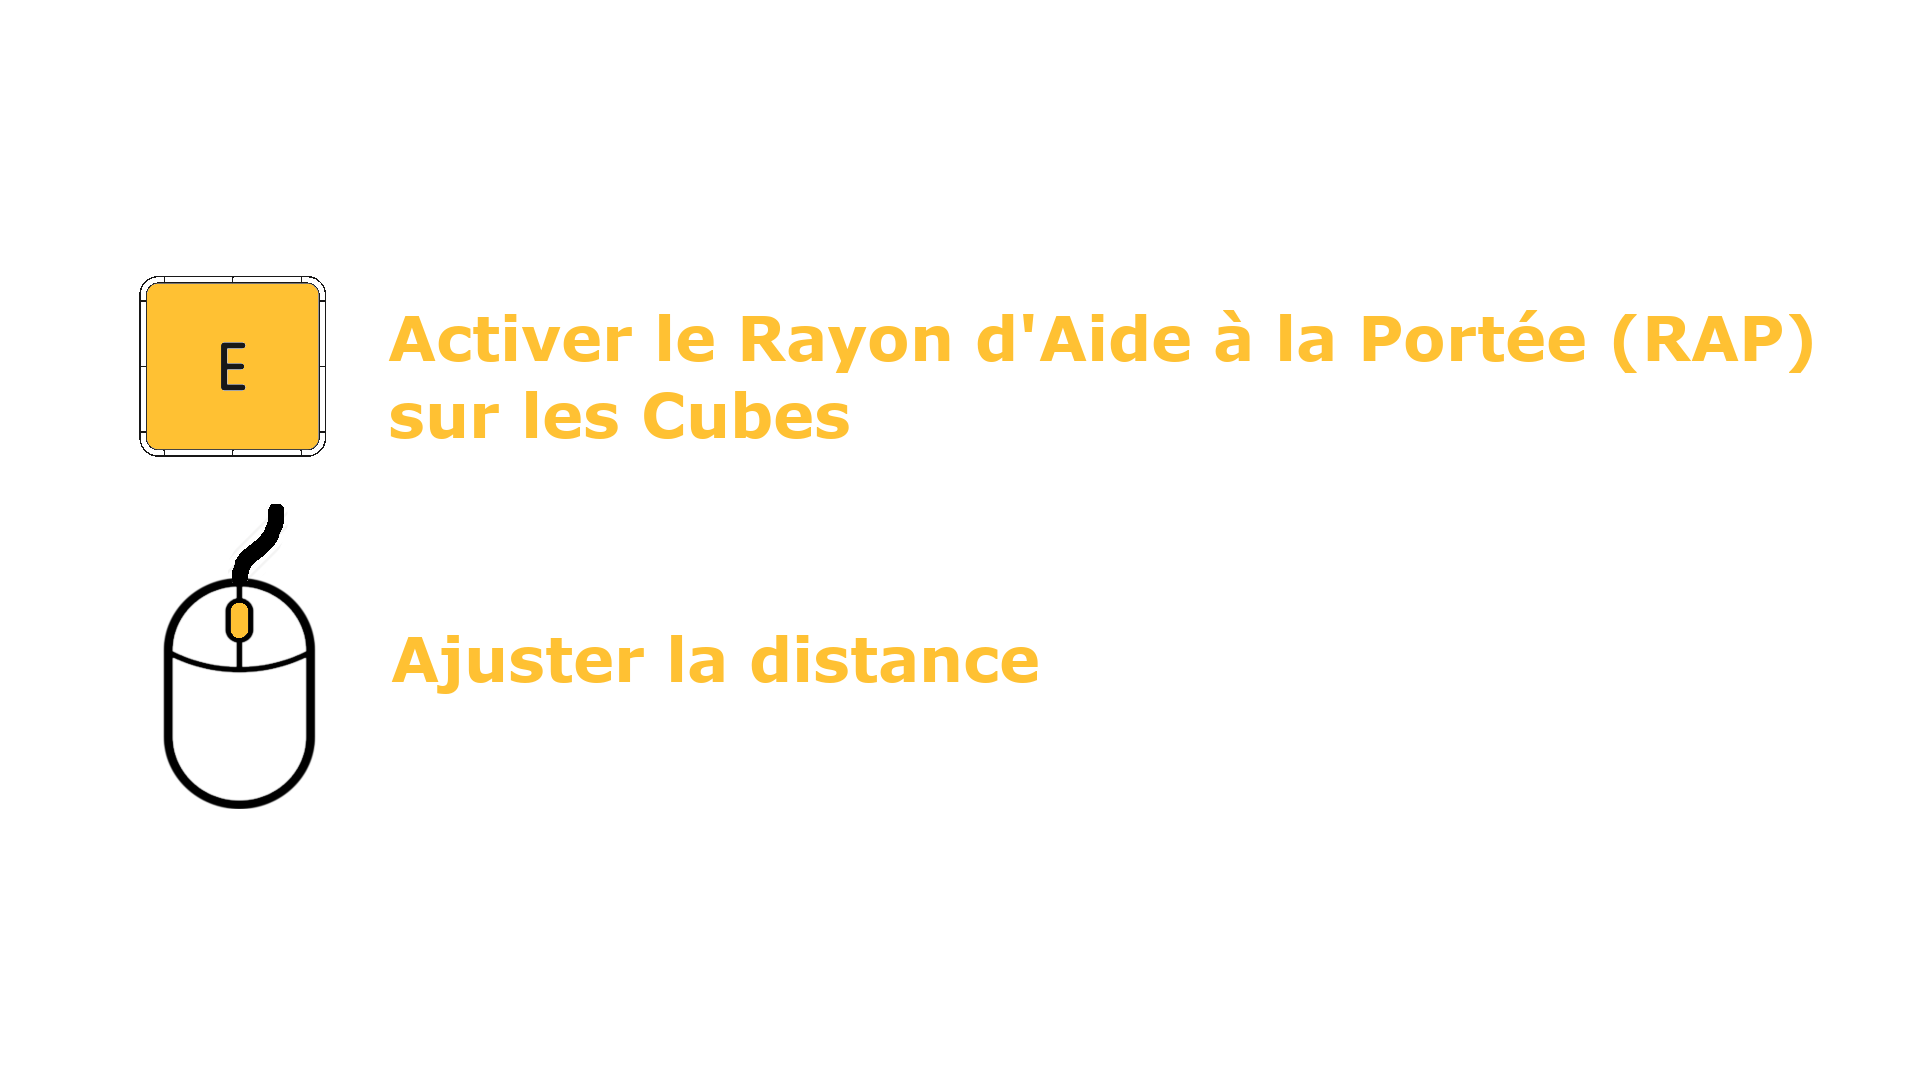 E
Activer le Rayon d'Aide à la Portée (RAP)
sur les Cubes
Ajuster la distance